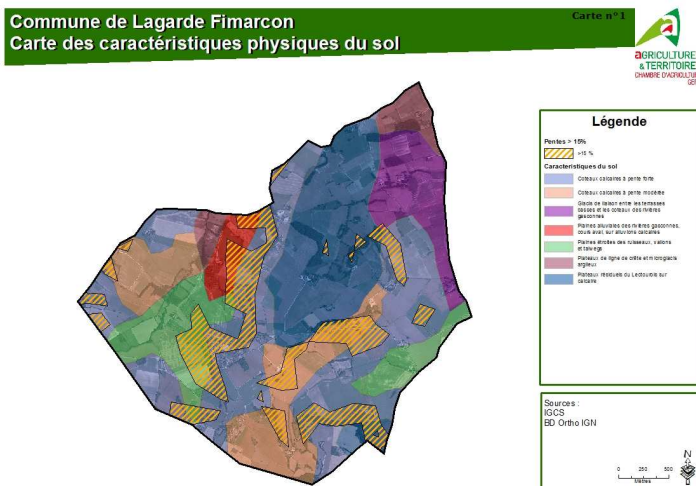 Commune de Lagarde Fimarcon
Carte des caractéristiques physiques du sol
Carte n°1
aGRICULTURES
& TERRITOIRES
CHAMBRE D'AGRICULTURE
GERS
Légende
Pentes > 15%
>15 %
Caractéristiques du sol
Coteaux calcaires à pente forte
Coteaux calcaires à pente modérée
Glacis de liaison entre les terrasses
basses et les coteaux des rivières
gasconnes
Plaines alluviales des rivières gasconnes,
cours aval, sur alluvions calcaires
Plaines étroites des ruisseaux, vallons
et talwegs
Plateaux de ligne de crête et microglacis
argileux
Plateaux résiduels du Lectourois sur
calcaire
Sources :
IGCS
BD Ortho IGN
N
0 250 500
Mètres